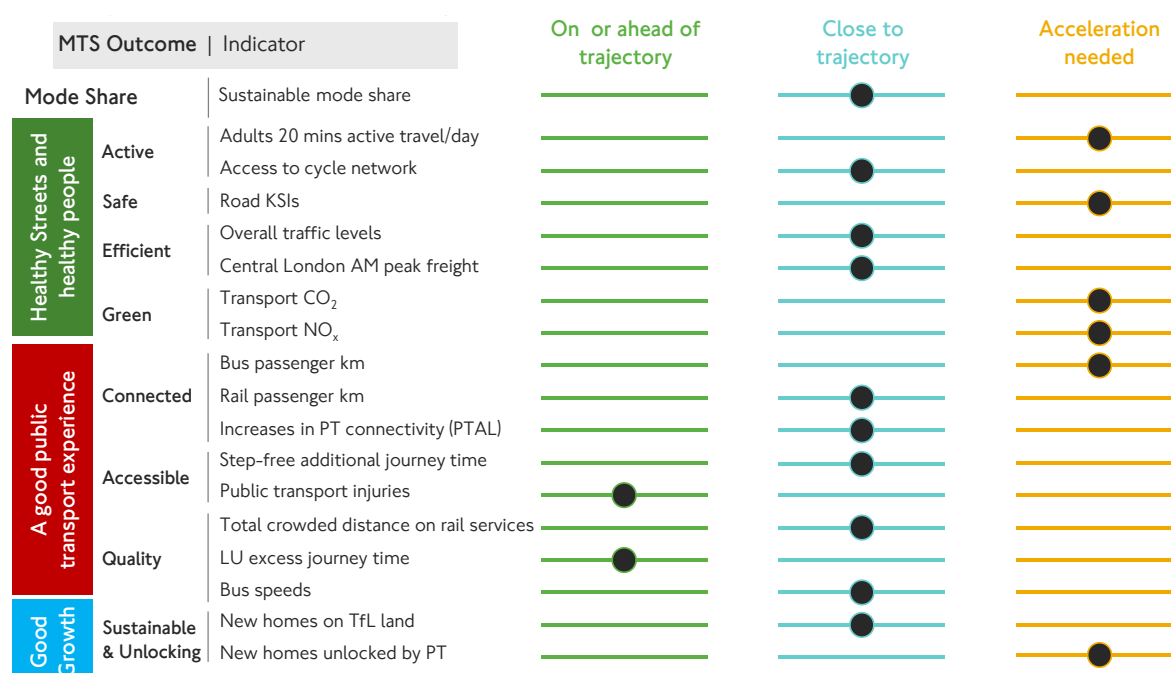 MTS Outcome | Indicator
On or ahead of
trajectory
Close to
trajectory
Acceleration
needed
Mode Share
Sustainable mode share
Healthy Streets and
healthy people
Active
Adults 20 mins active travel/day
Access to cycle network
Safe
Road KSIs
Efficient
Overall traffic levels
Central London AM peak freight
Green
Transport CO₂
Transport NOₓ
A good public
transport experience
Connected
Bus passenger km
Rail passenger km
Increases in PT connectivity (PTAL)
Accessible
Step-free additional journey time
Public transport injuries
Quality
Total crowded distance on rail services
LU excess journey time
Bus speeds
Good
Growth
Sustainable
& Unlocking
New homes on TfL land
New homes unlocked by PT